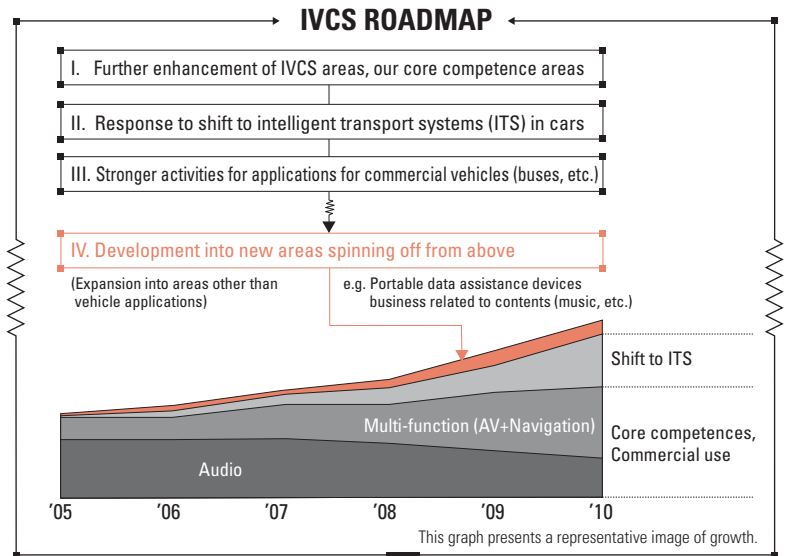 IVCS ROADMAP
I. Further enhancement of IVCS areas, our core competence areas
II. Response to shift to intelligent transport systems (ITS) in cars
III. Stronger activities for applications for commercial vehicles (buses, etc.)
IV. Development into new areas spinning off from above
(Expansion into areas other than
vehicle applications)
e.g. Portable data assistance devices
business related to contents (music, etc.)
Shift to ITS
Multi-function (AV+Navigation)
Core competences,
Commercial use
Audio
'05 '06 '07 '08 '09 '10
This graph presents a representative image of growth.